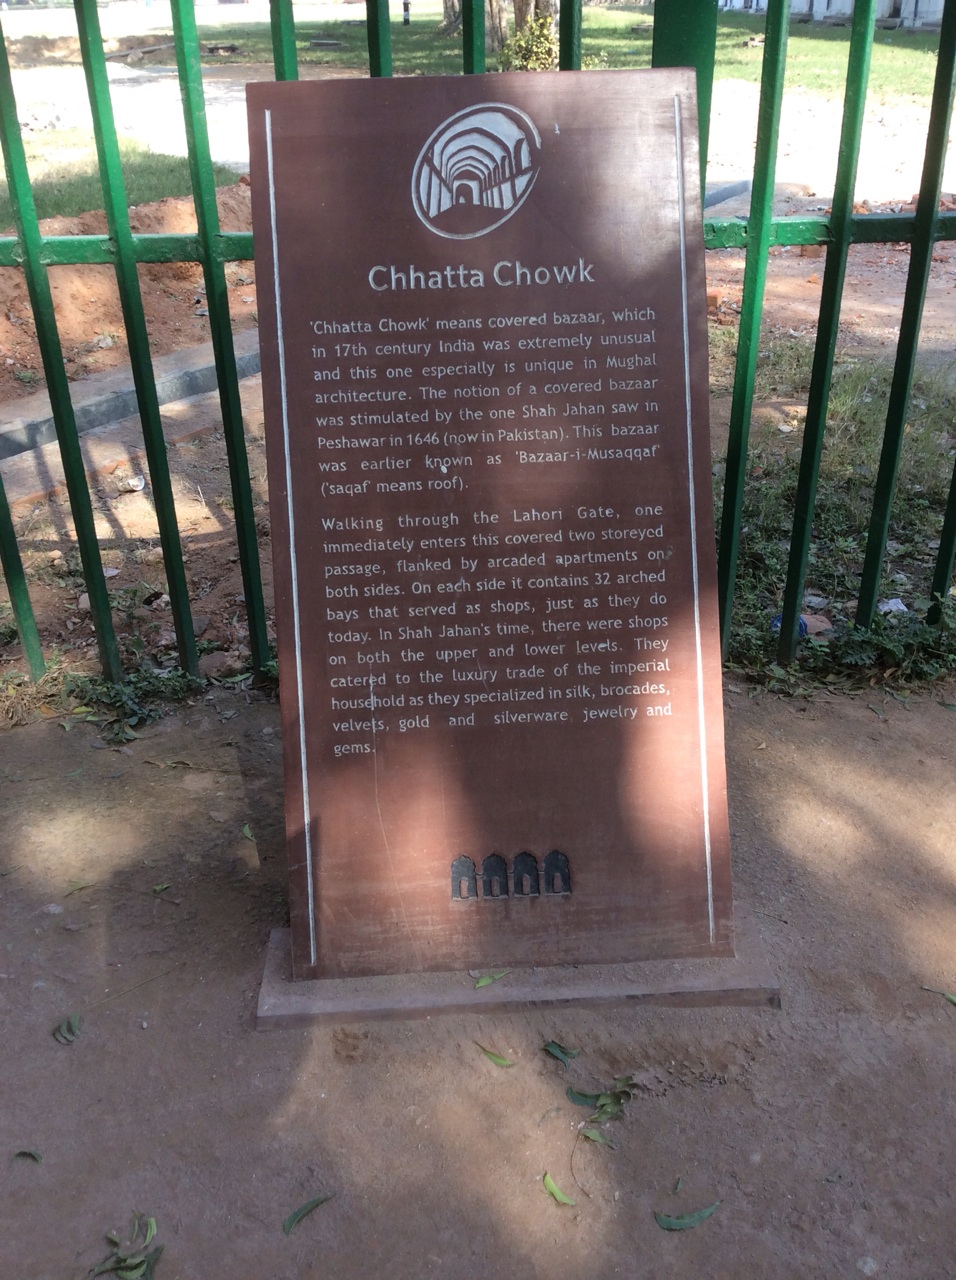 Chhatta Chowk
'Chhatta Chowk' means covered bazaar, which
in 17th century India was extremely unusual
and this one especially is unique in Mughal
architecture. The notion of a covered bazaar
was stimulated by the one Shah Jahan saw in
Peshawar in 1646 (now in Pakistan). This bazaar
was earlier known as 'Bazaar-i-Musaqqaf'
('saqaf' means roof).
Walking through the Lahori Gate, one
immediately enters this covered two storeyed
passage, flanked by arcaded apartments on
both sides. On each side it contains 32 arched
bays that served as shops, just as they do
today. In Shah Jahan's time, there were shops
on both the upper and lower levels. They
catered to the luxury trade of the imperial
household as they specialized in silk, brocades,
velvets, gold and silverware jewelry and
gems.